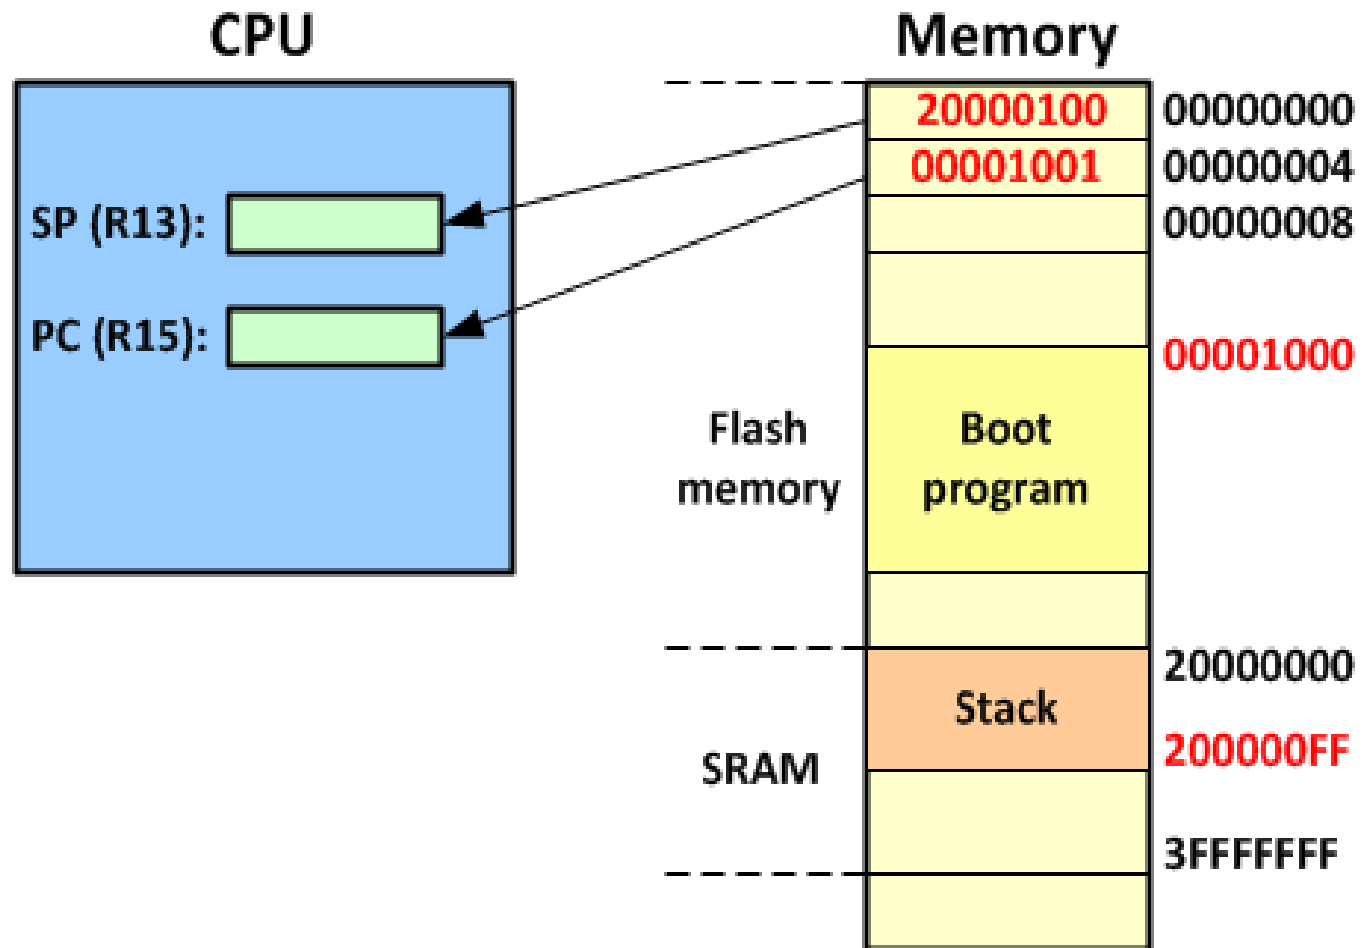 CPU
Memory
20000100 00000000
00001001 00000004
SP (R13): 00000008
PC (R15): 00001000
Flash
memory
Boot
program
20000000
Stack
200000FF
SRAM
3FFFFFFF